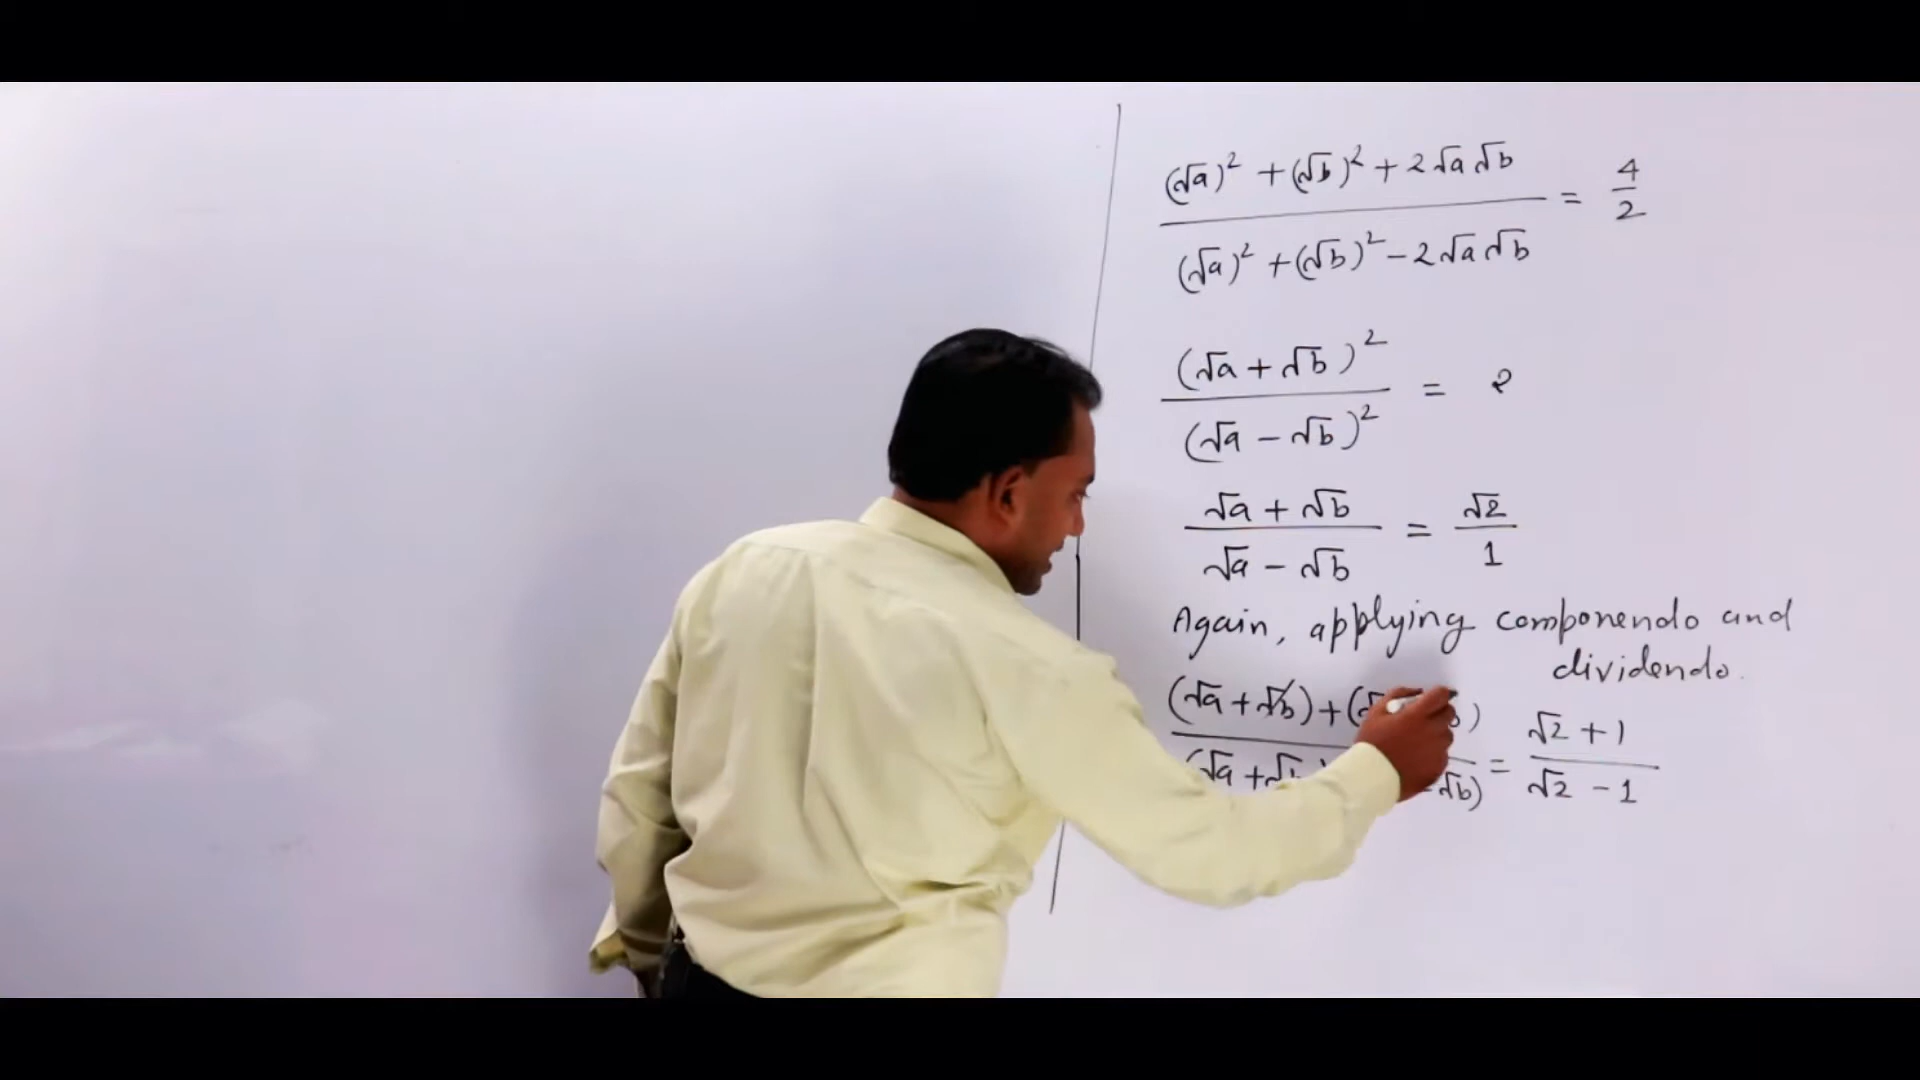 (√a)² + (√b)² + 2√a√b / (√a)² + (√b)² - 2√a√b = 4/2
(√a + √b)² / (√a - √b)² = 2
√a + √b / √a - √b = √2/1
Again, applying componendo and
dividendo.
(√a + √b) + ( ) / (√a + √b √b) = √2 + 1 / √2 - 1